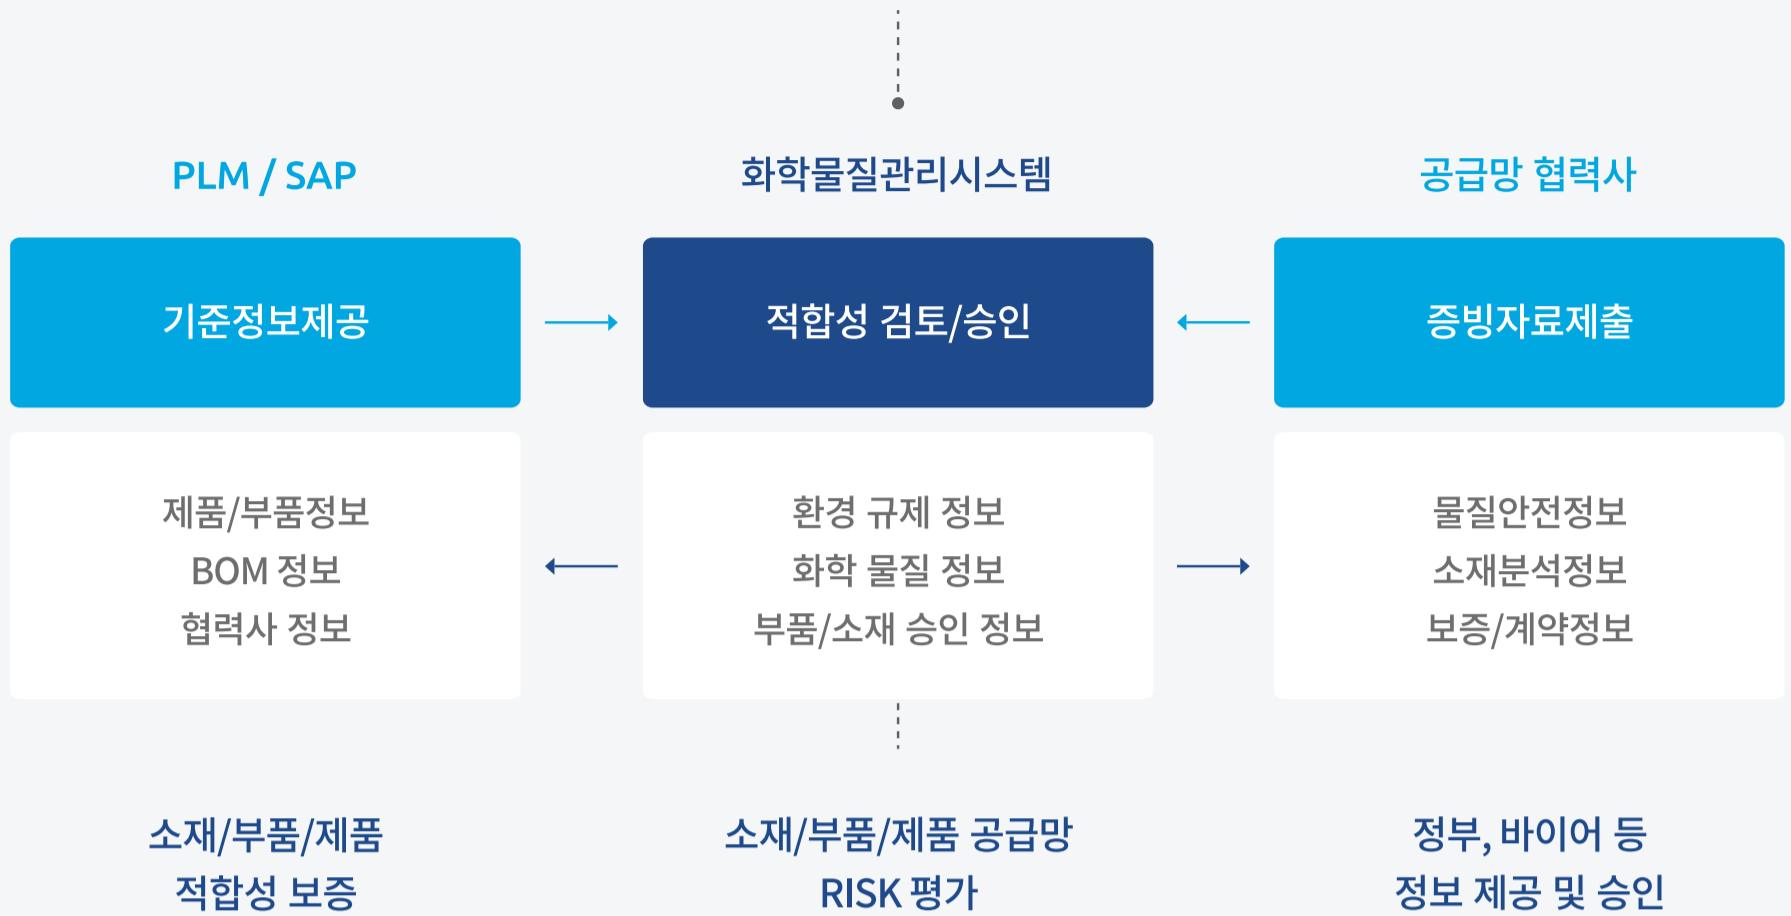 PLM / SAP
화학물질관리시스템
공급망 협력사
기준정보제공
적합성 검토/승인
증빙자료제출
제품/부품정보
BOM 정보
협력사 정보
환경 규제 정보
화학 물질 정보
부품/소재 승인 정보
물질안전정보
소재분석정보
보증/계약정보
소재/부품/제품
적합성 보증
소재/부품/제품 공급망
RISK 평가
정부, 바이어 등
정보 제공 및 승인